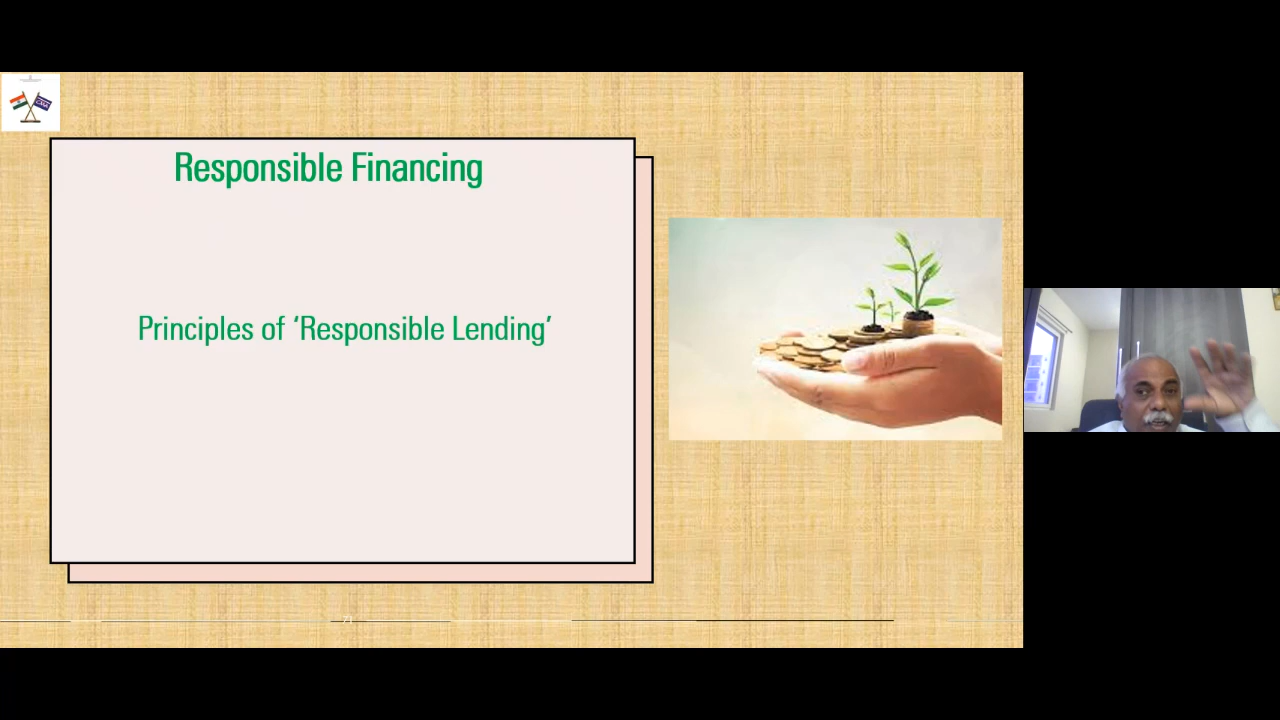 Responsible Financing
Principles of ‘Responsible Lending’